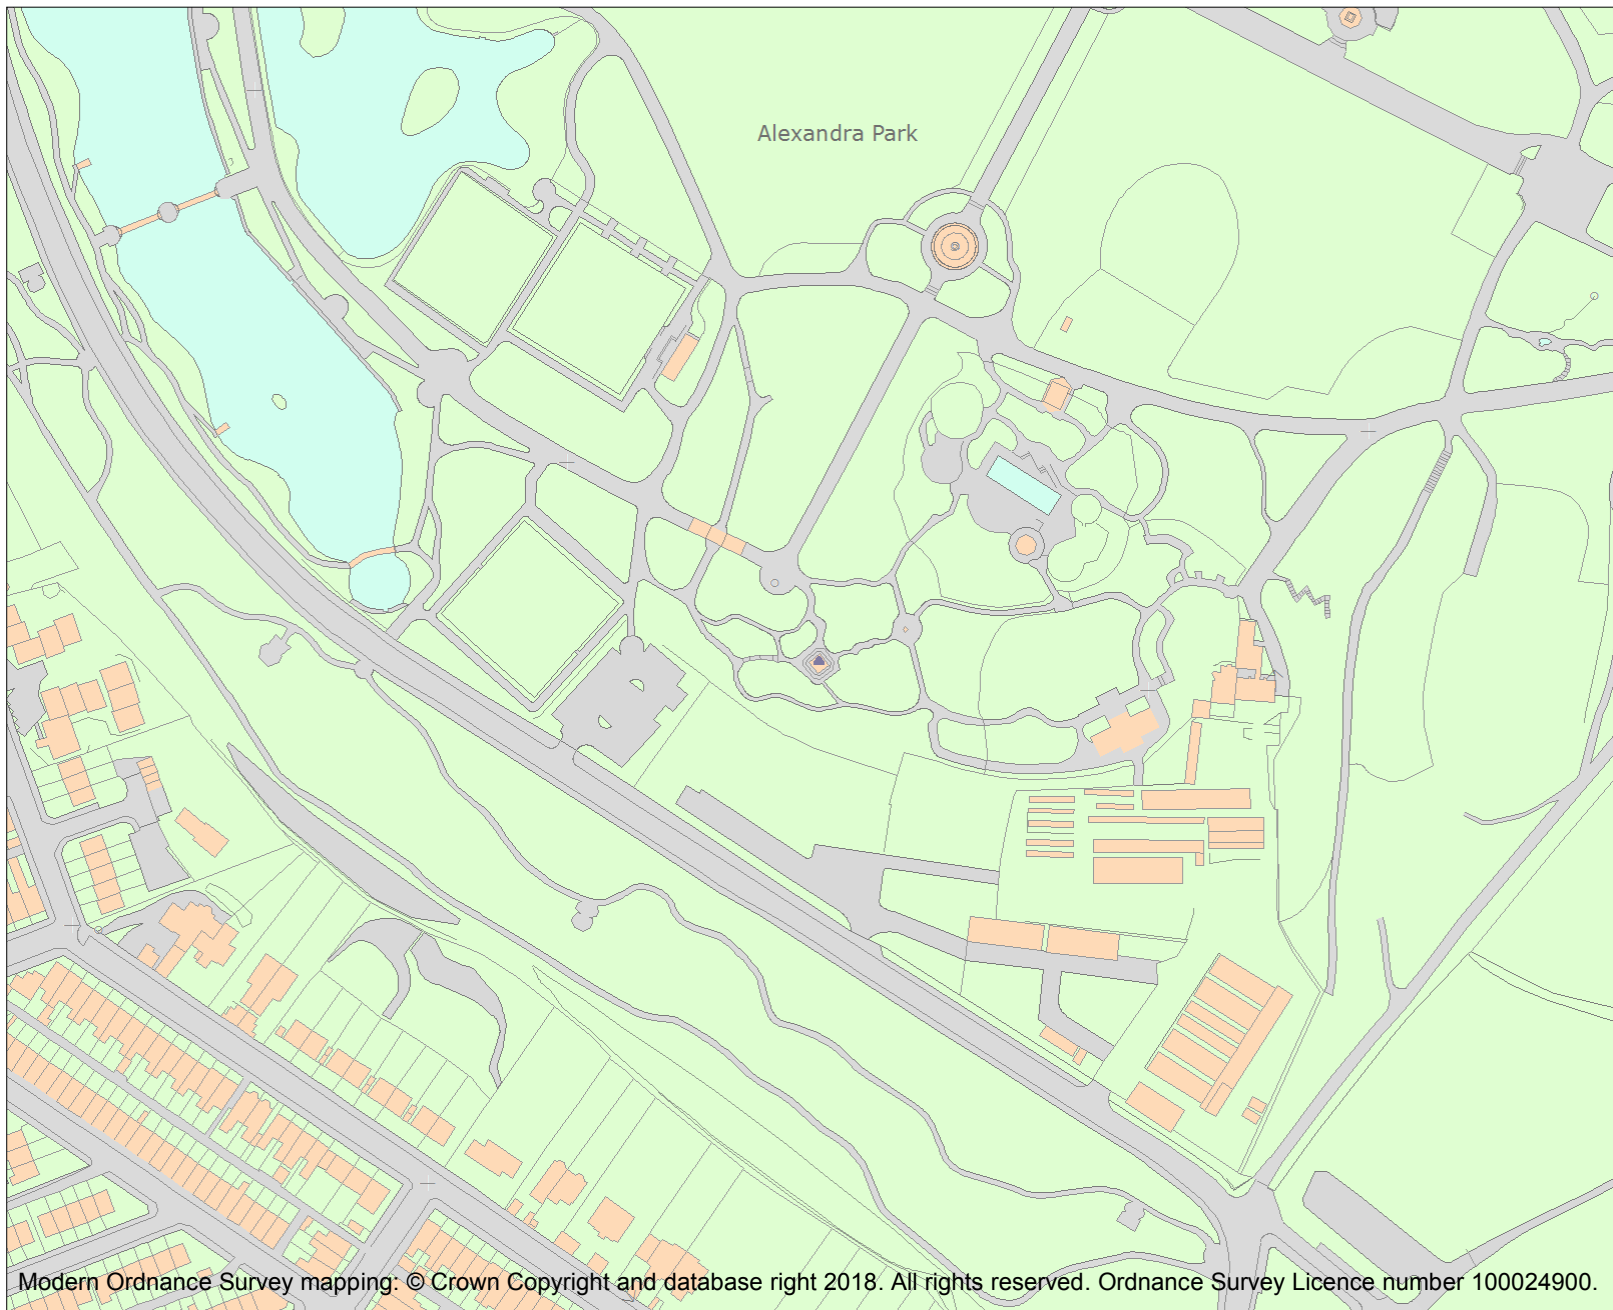 Alexandra Park
Modern Ordnance Survey mapping: © Crown Copyright and database right 2018. All rights reserved. Ordnance Survey Licence number 100024900.